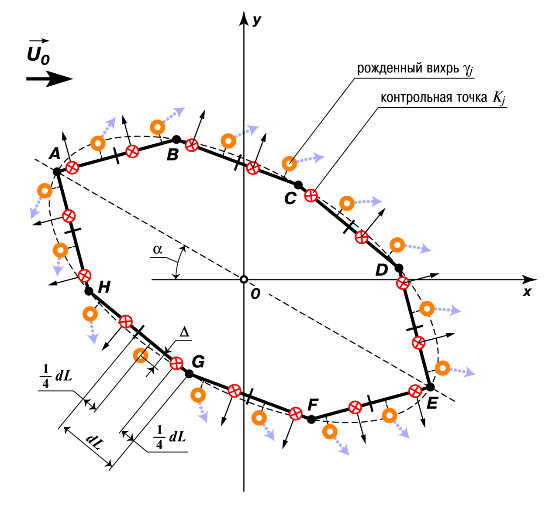 y
U₀
рожденный вихрь γⱼ
контрольная точка Kⱼ
A
B
C
α
D
0
x
H
Δ
1/4 dL
G
F
E
dL
1/4 dL